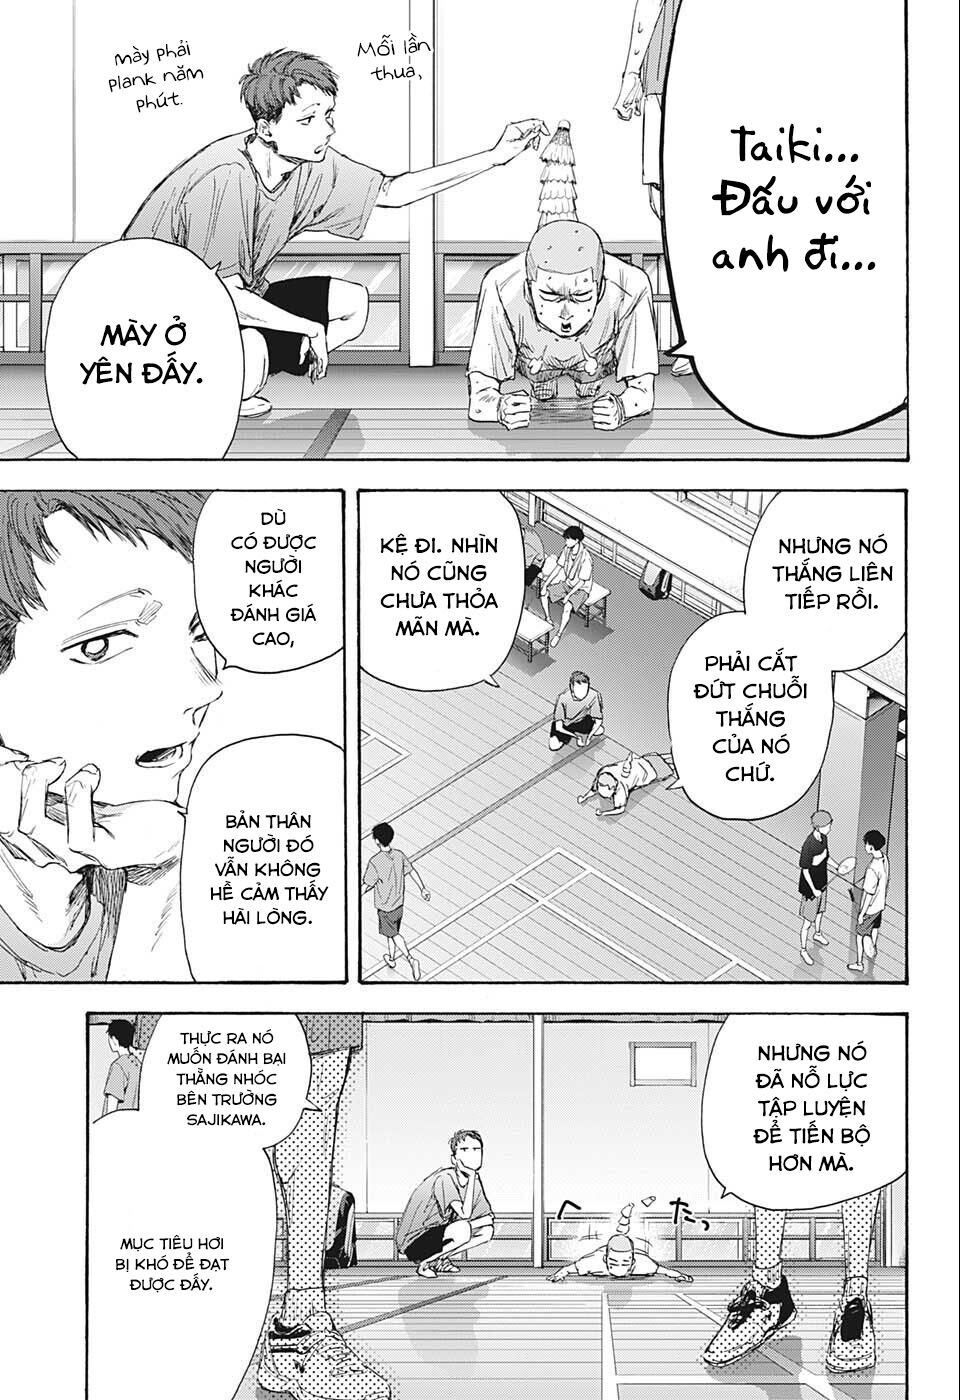 Taiki...
Đấu với
anh đi...
Mỗi lần
thua,
mày phải
plank năm
phút.
MÀY Ở
YÊN ĐẤY.
NHƯNG NÓ
THẮNG LIÊN
TIẾP RỒI.
PHẢI CẮT
ĐỨT CHUỖI
THẮNG
CỦA NÓ
CHỨ.
KỆ ĐI. NHÌN
NÓ CŨNG
CHƯA THỎA
MÃN MÀ.
DÙ
CÓ ĐƯỢC
NGƯỜI
KHÁC
ĐÁNH GIÁ
CAO,
BẢN THÂN
NGƯỜI ĐÓ
VẪN KHÔNG
HỀ CẢM THẤY
HÀI LÒNG.
NHƯNG NÓ
ĐÃ NỖ LỰC
TẬP LUYỆN
ĐỂ TIẾN BỘ
HƠN MÀ.
くたっ
THỰC RA NÓ
MUỐN ĐÁNH BẠI
THẰNG NHÓC
BÊN TRƯỜNG
SAJIKAWA.
MỤC TIÊU HƠI
BỊ KHÓ ĐỂ ĐẠT
ĐƯỢC ĐẤY.